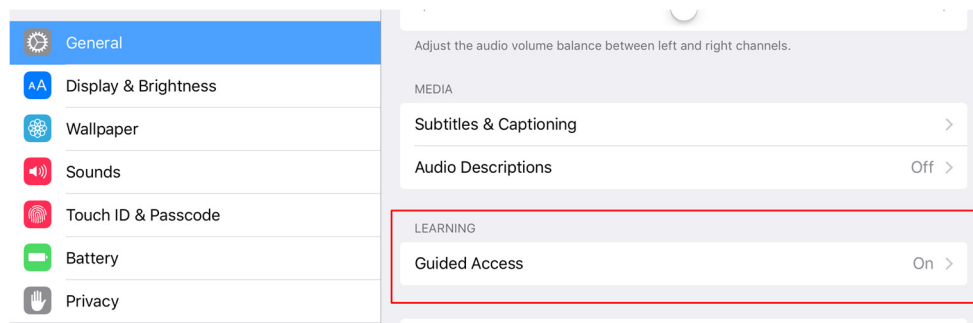 General
AA Display & Brightness
Wallpaper
Sounds
Touch ID & Passcode
Battery
Privacy
Adjust the audio volume balance between left and right channels.
MEDIA
Subtitles & Captioning
Audio Descriptions Off
LEARNING
Guided Access On